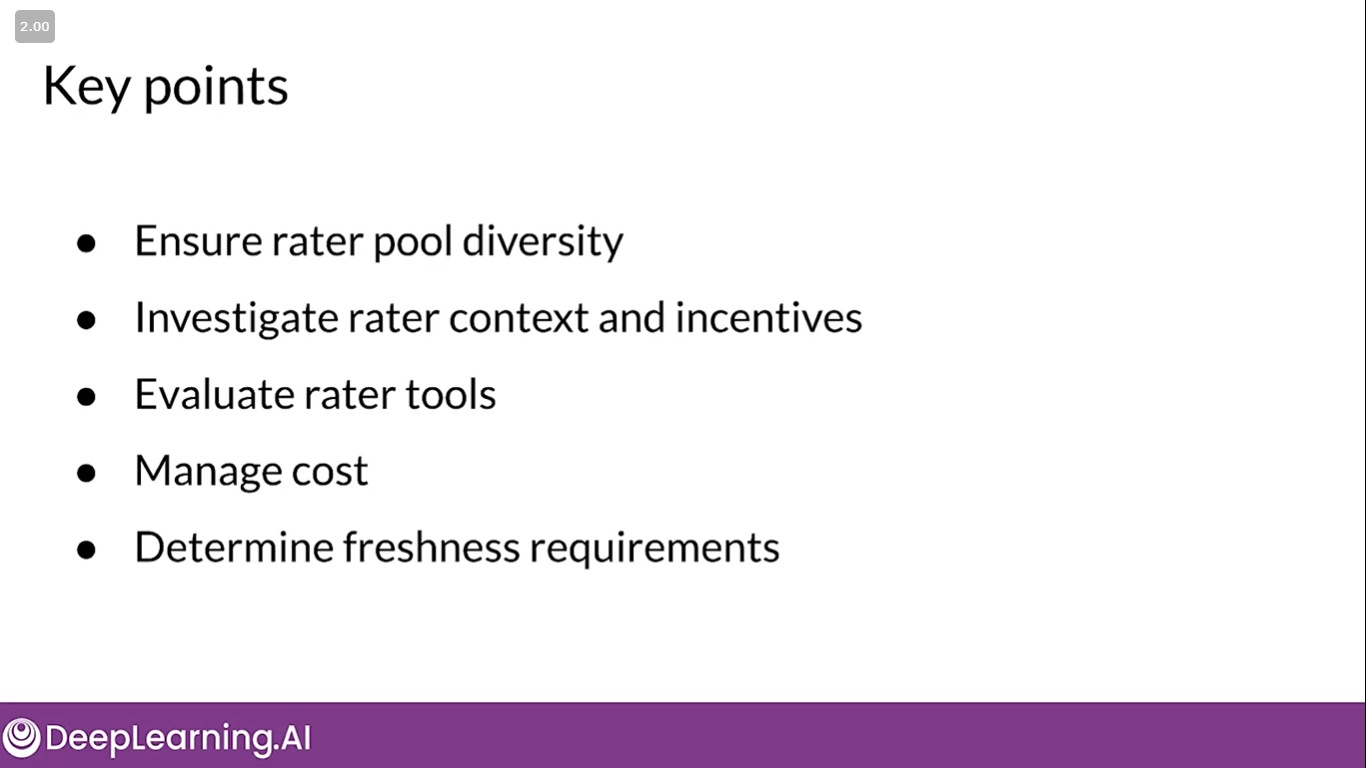 2.00
Key points
● Ensure rater pool diversity
● Investigate rater context and incentives
● Evaluate rater tools
● Manage cost
● Determine freshness requirements
DeepLearning.AI